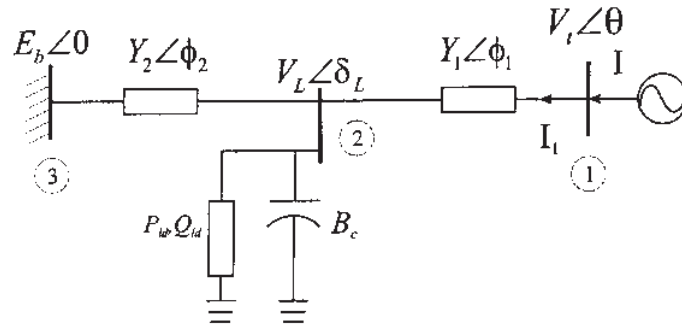 E_b∠0
Y_2∠ϕ_2
V_L∠δ_L
Y_1∠ϕ_1
V_t∠θ
I
I_1
3
2
1
P_ld,Q_ld
B_c